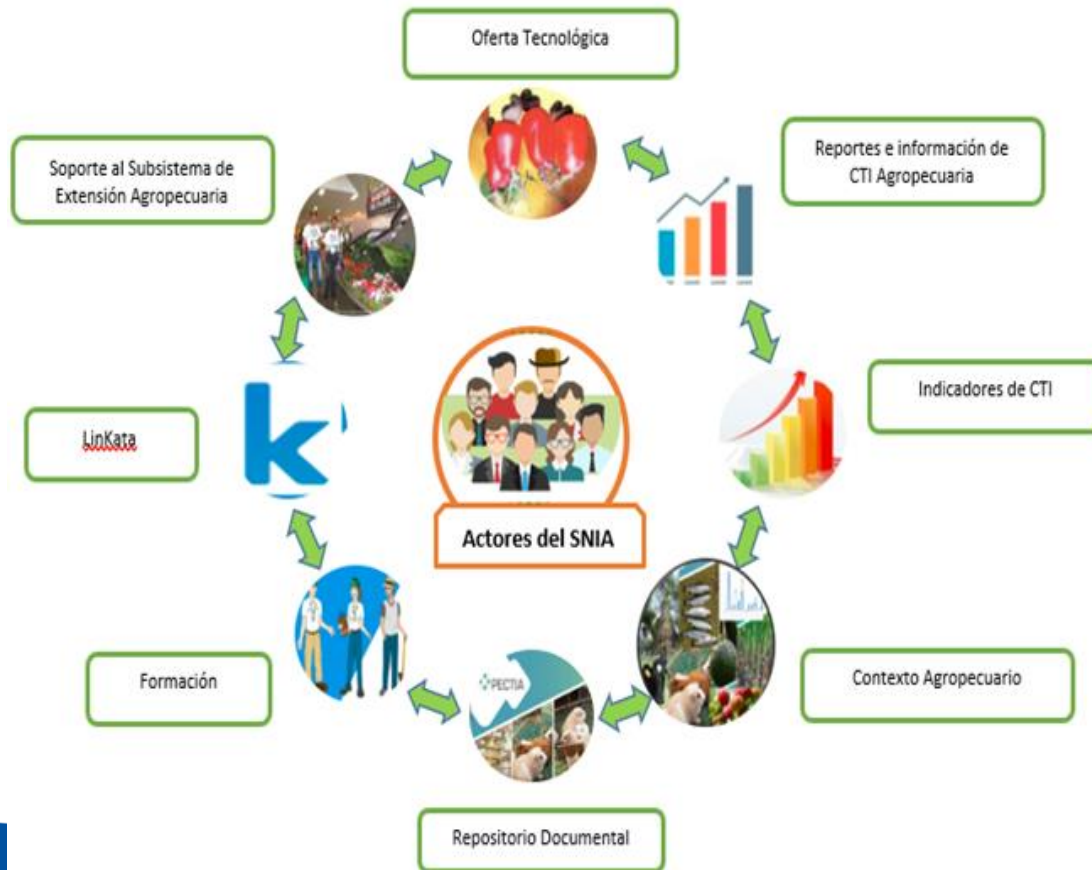 Oferta Tecnológica
Soporte al Subsistema de
Extensión Agropecuaria
Reportes e información de
CTI Agropecuaria
LinKata
k
Indicadores de CTI
Actores del SNIA
Formación
PECTIA
Contexto Agropecuario
Repositorio Documental